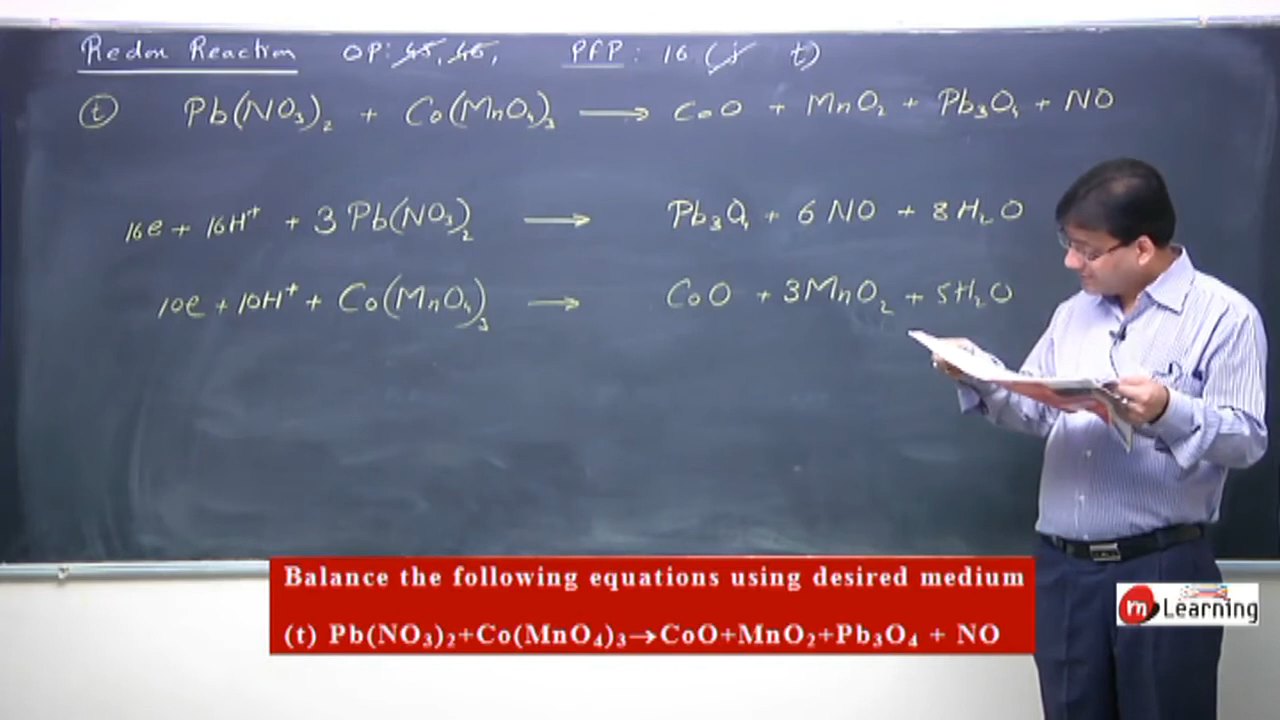 Redox Reaction OP: 45, 46, PFP: 16 (j t)
(t) Pb(NO₃)₂ + Co(MnO₄)₃ ⟶ CoO + MnO₂ + Pb₃O₄ + NO
16e + 16H⁺ + 3 Pb(NO₃)₂ ⟶ Pb₃O₄ + 6 NO + 8 H₂O
10e + 10H⁺ + Co(MnO₄)₃ ⟶ CoO + 3MnO₂ + 5H₂O
Balance the following equations using desired medium
(t) Pb(NO₃)₂+Co(MnO₄)₃→CoO+MnO₂+Pb₃O₄ + NO
m Learning